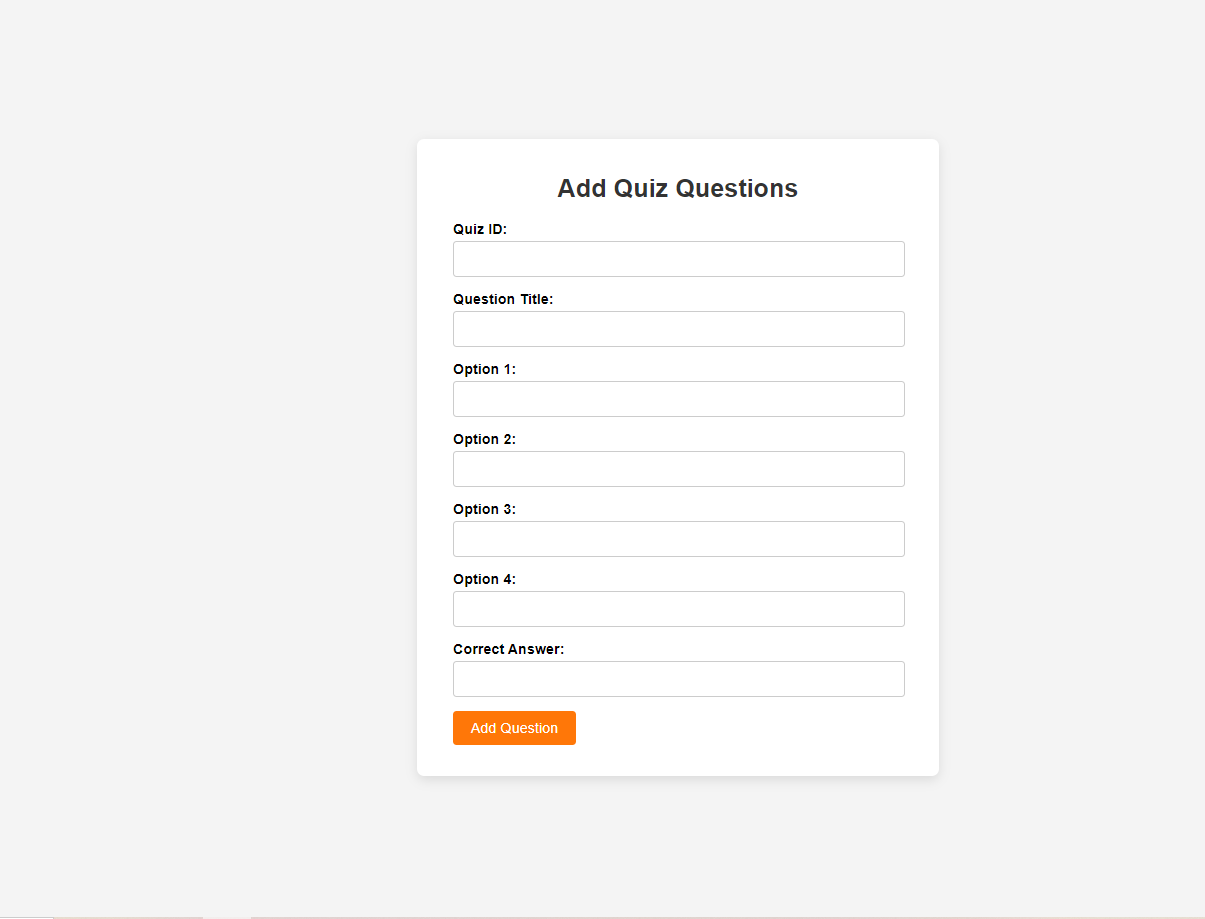 Add Quiz Questions
Quiz ID:
Question Title:
Option 1:
Option 2:
Option 3:
Option 4:
Correct Answer:
Add Question